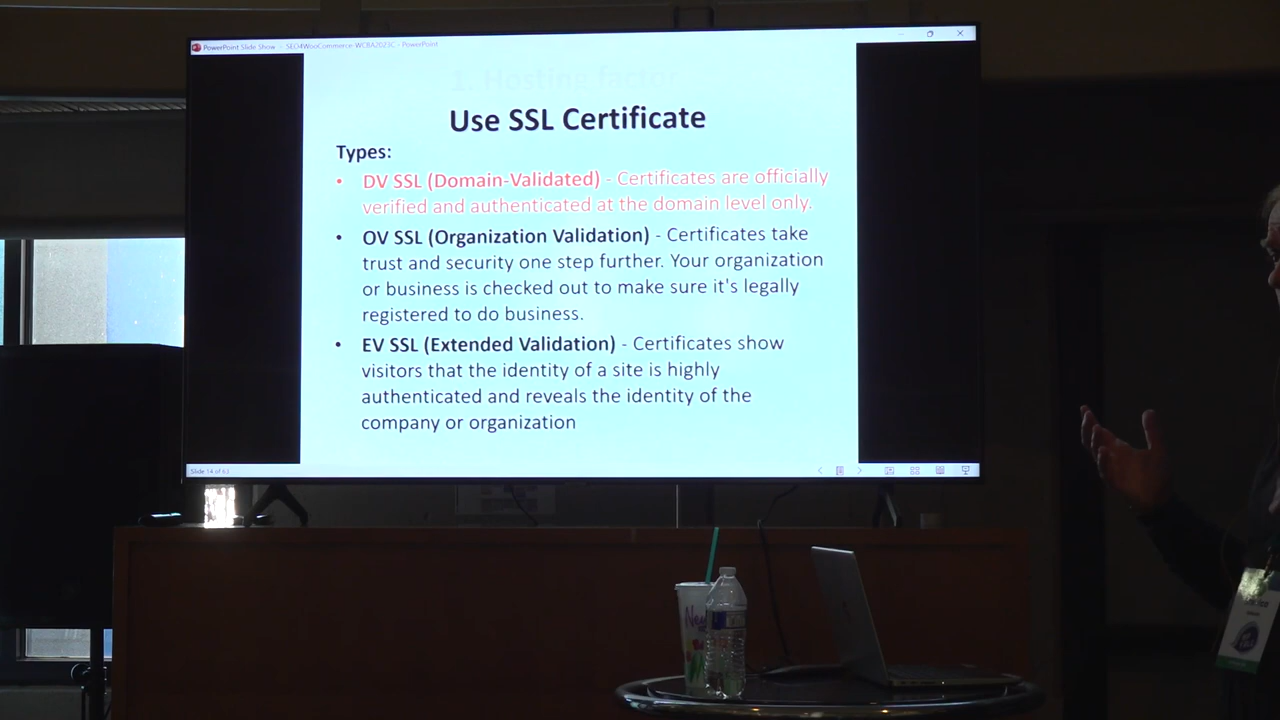 PowerPoint Slide Show - SEO4WooCommerce-WCBA2023C - PowerPoint
1. Hosting factor
Use SSL Certificate
Types:
• DV SSL (Domain-Validated) - Certificates are officially
verified and authenticated at the domain level only.
• OV SSL (Organization Validation) - Certificates take
trust and security one step further. Your organization
or business is checked out to make sure it's legally
registered to do business.
• EV SSL (Extended Validation) - Certificates show
visitors that the identity of a site is highly
authenticated and reveals the identity of the
company or organization
Slide 14 of 63